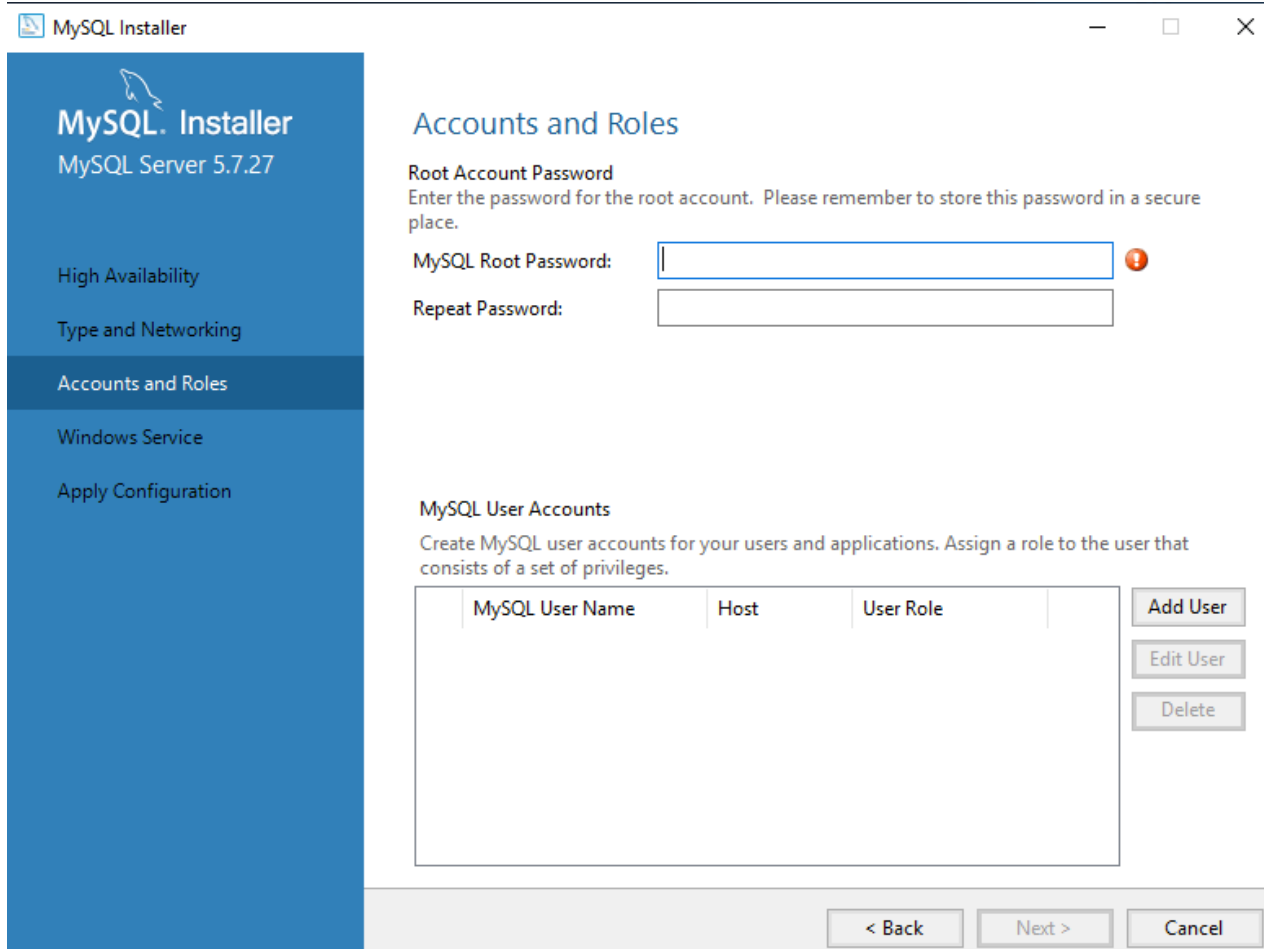 MySQL Installer
MySQL. Installer
MySQL Server 5.7.27
High Availability
Type and Networking
Accounts and Roles
Windows Service
Apply Configuration
Accounts and Roles
Root Account Password
Enter the password for the root account.  Please remember to store this password in a secure
place.
MySQL Root Password:
Repeat Password:
MySQL User Accounts
Create MySQL user accounts for your users and applications. Assign a role to the user that
consists of a set of privileges.
MySQL User Name Host User Role
Add User
Edit User
Delete
< Back Next > Cancel